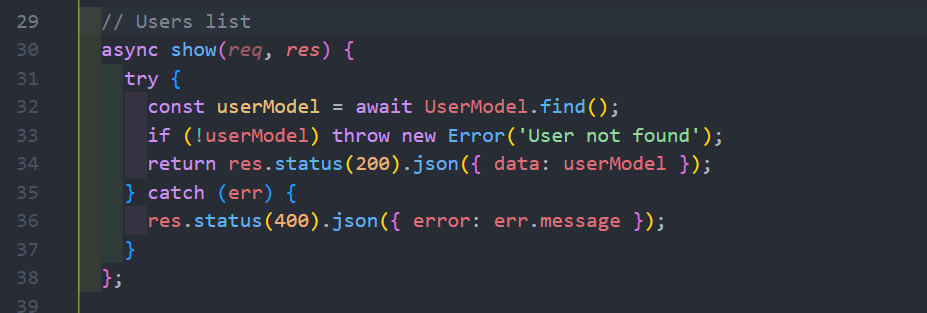 29 // Users list
30 async show(req, res) {
31 try {
32 const userModel = await UserModel.find();
33 if (!userModel) throw new Error('User not found');
34 return res.status(200).json({ data: userModel });
35 } catch (err) {
36 res.status(400).json({ error: err.message });
37 }
38 };
39